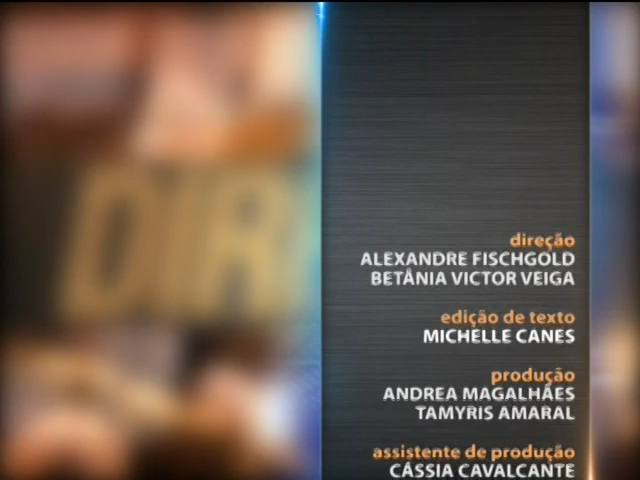 DIR
direção
ALEXANDRE FISCHGOLD
BETÂNIA VICTOR VEIGA
edição de texto
MICHELLE CANES
produção
ANDREA MAGALHÃES
TAMYRIS AMARAL
assistente de produção
CÁSSIA CAVALCANTE